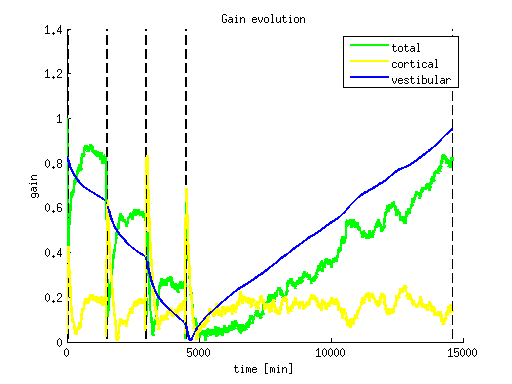 Gain evolution
1.4
1.2
1
0.8
0.6
0.4
0.2
0
gain
total
cortical
vestibular
0 5000 10000 15000
time [min]